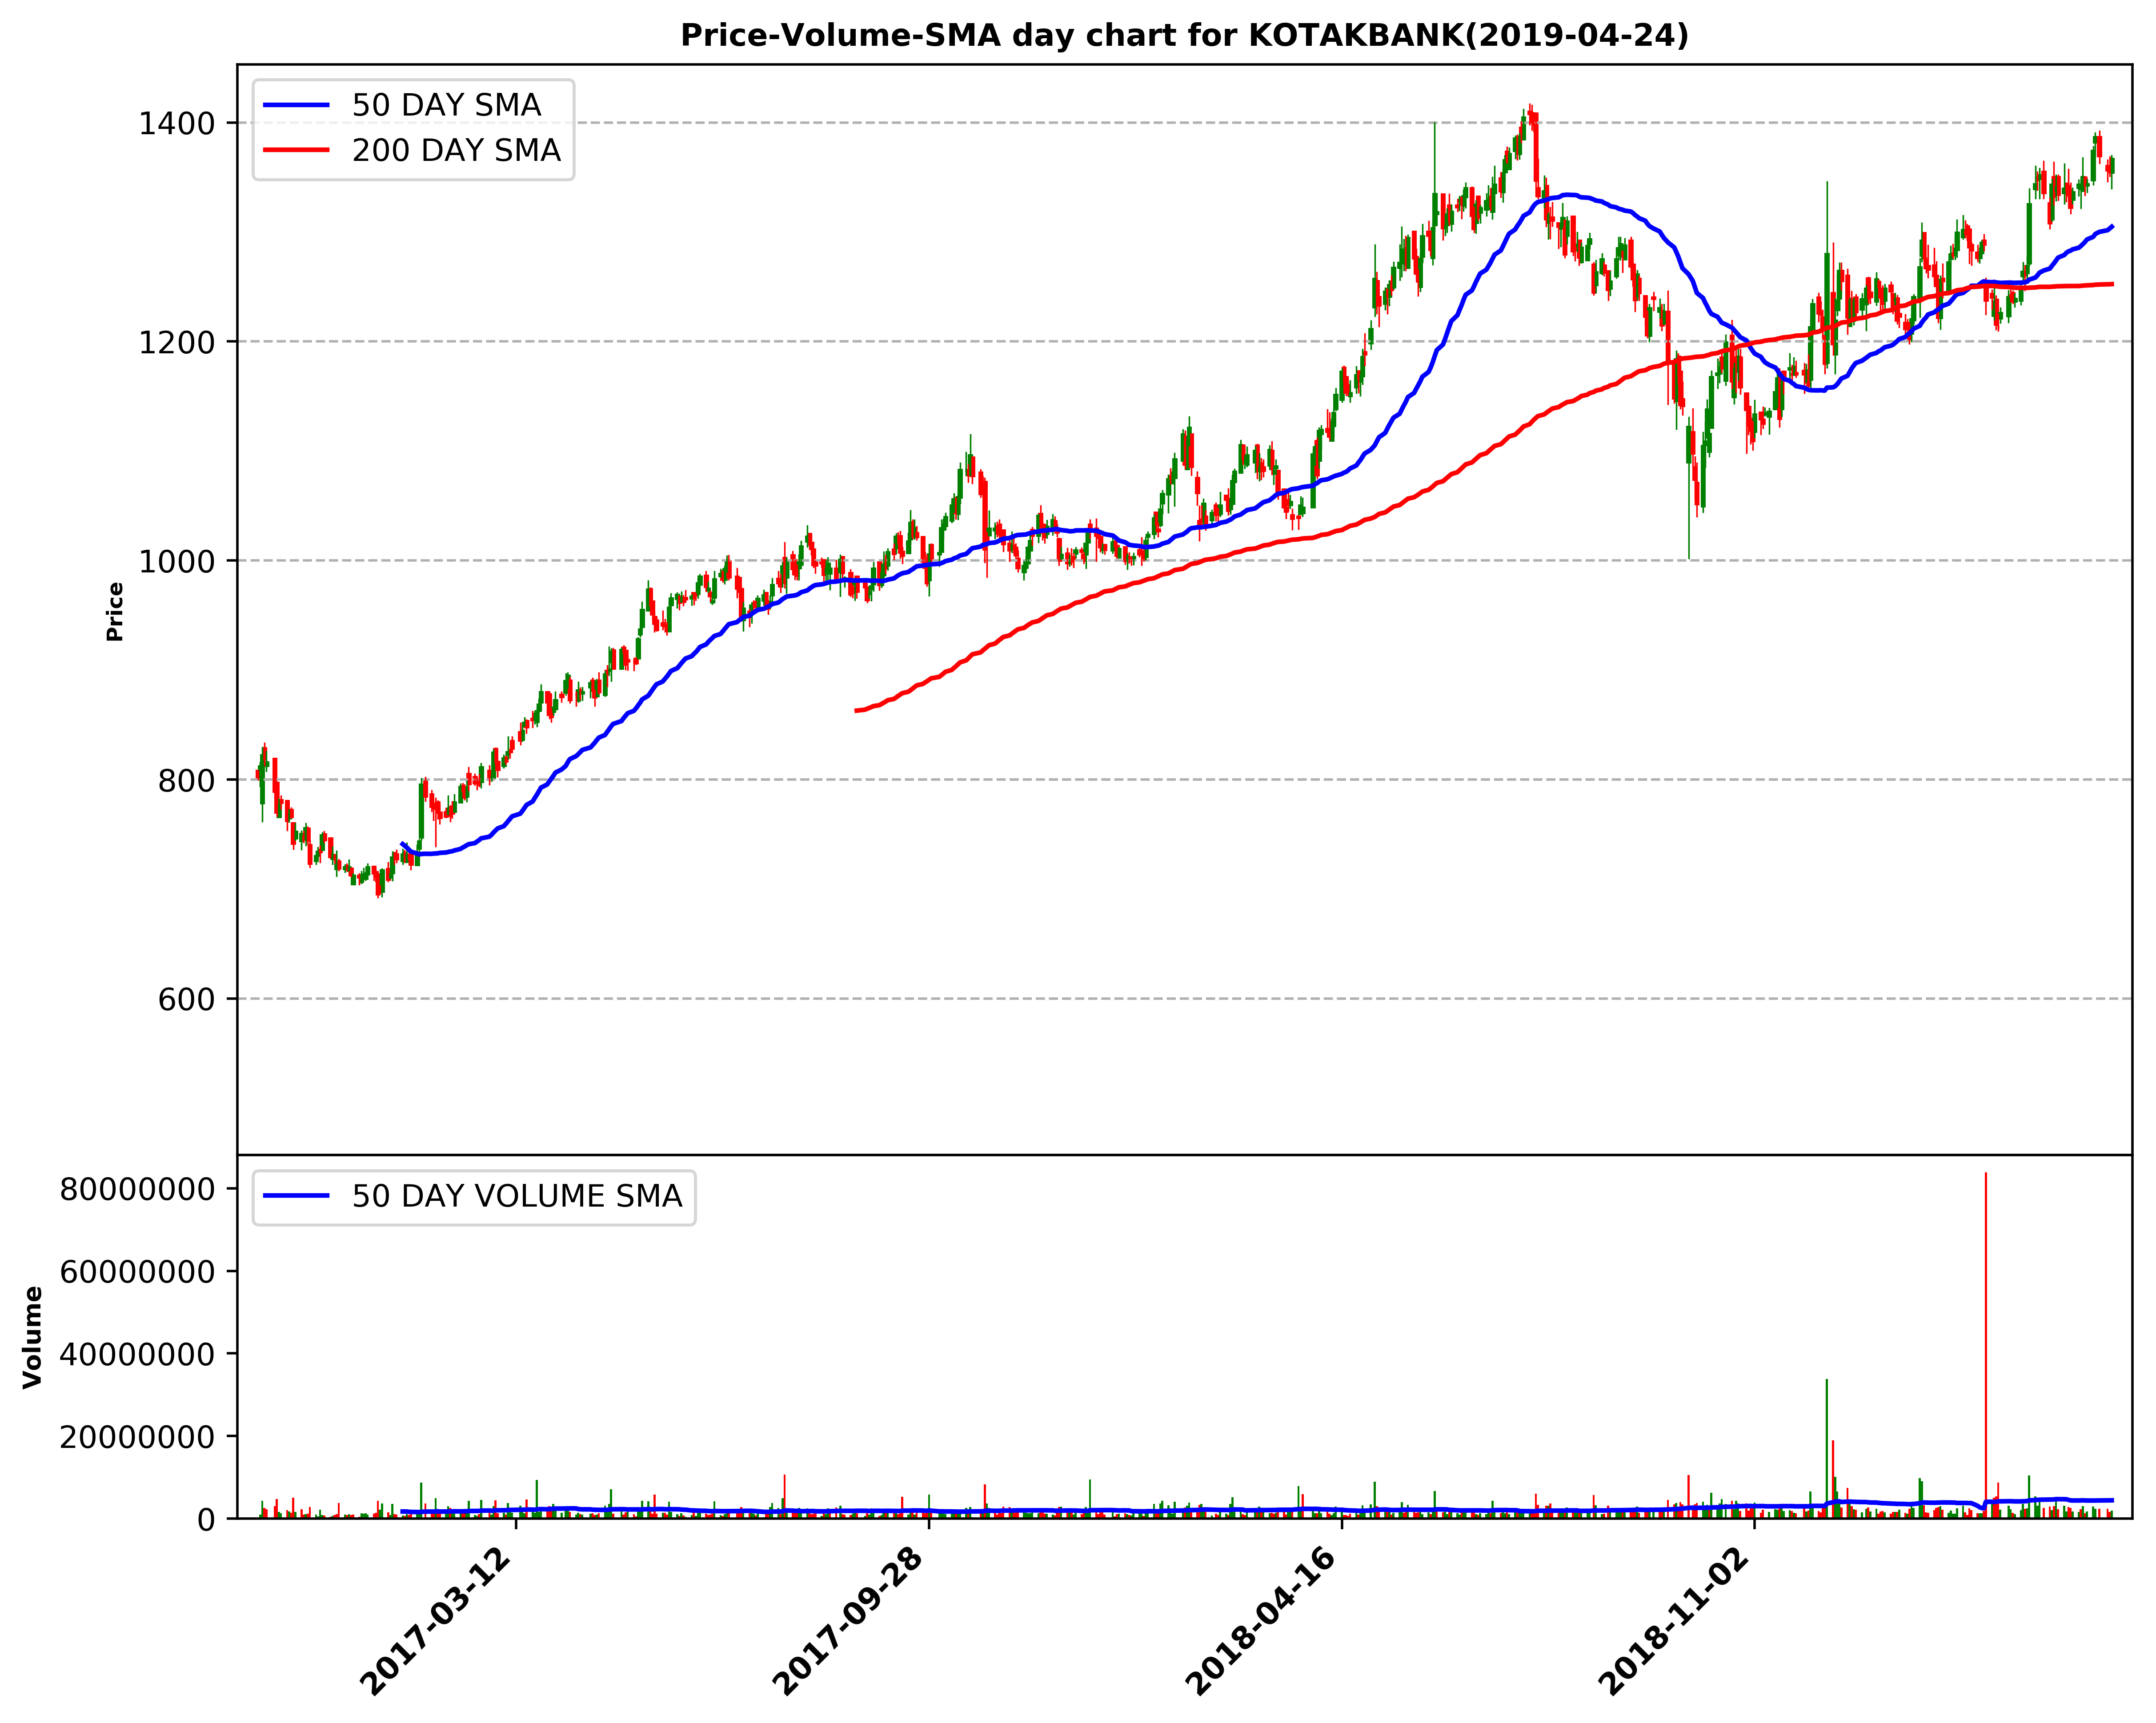 Price-Volume-SMA day chart for KOTAKBANK(2019-04-24)
50 DAY SMA
200 DAY SMA
1400
1200
1000
800
600
Price
50 DAY VOLUME SMA
80000000
60000000
40000000
20000000
0
Volume
2017-03-12
2017-09-28
2018-04-16
2018-11-02